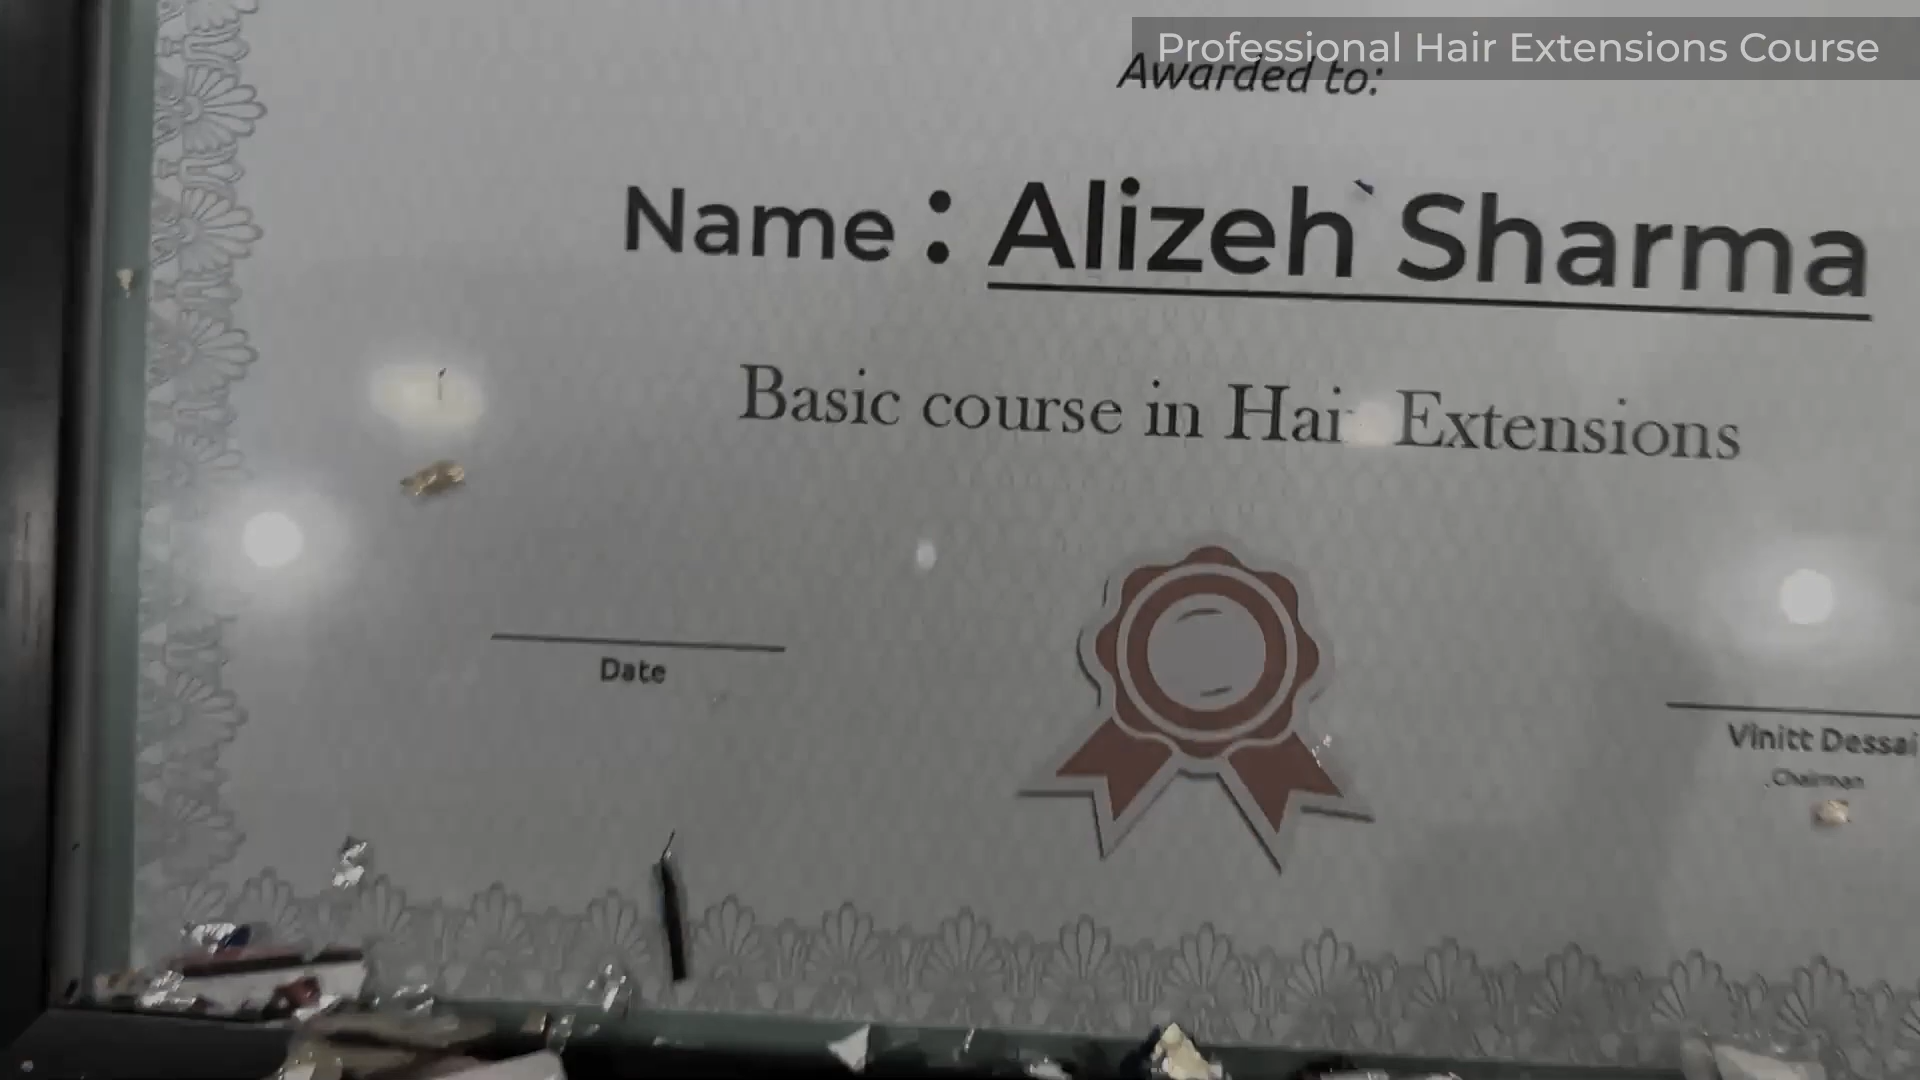 Professional Hair Extensions Course
Awarded to:
Name : Alizeh Sharma
Basic course in Hai Extensions
Date
Vinitt Dessai
Chairman